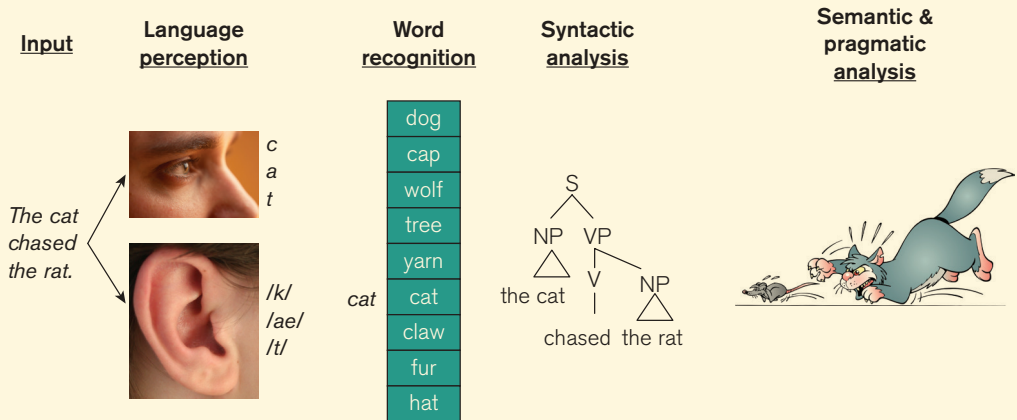 Input
Language
perception
Word
recognition
Syntactic
analysis
Semantic &
pragmatic
analysis
The cat
chased
the rat.
c
a
t
/k/
/ae/
/t/
cat
dog
cap
wolf
tree
yarn
cat
claw
fur
hat
S
NP VP
the cat
V
NP
chased the rat